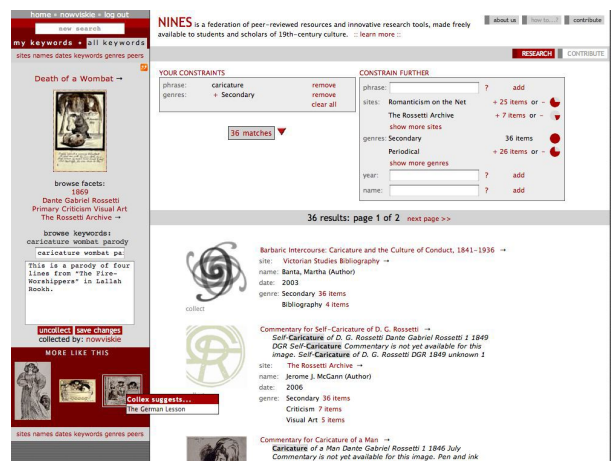 home • nowviskie • log out
new search
my keywords • all keywords
sites names dates keywords genres peers
Death of a Wombat →
browse facets:
1869
Dante Gabriel Rossetti
Primary Criticism Visual Art
The Rossetti Archive →
browse keywords:
caricature wombat parody
caricature wombat pa
This is a parody of four
lines from "The Fire-
Worshippers" in Lallah
Rookh.
uncollect save changes
collected by: nowviskie
MORE LIKE THIS
Collex suggests...
The German Lesson
sites names dates keywords genres peers
NINES is a federation of peer-reviewed resources and innovative research tools, made freely
available to students and scholars of 19th-century culture. :: learn more ::
about us how to...? contribute
RESEARCH CONTRIBUTE
YOUR CONSTRAINTS
phrase: caricature remove
genres: + Secondary remove
clear all
36 matches
CONSTRAIN FURTHER
phrase: ? add
sites: Romanticism on the Net + 25 items or -
The Rossetti Archive + 7 items or -
show more sites
genres: Secondary 36 items
Periodical + 26 items or -
show more genres
year: ? add
name: ? add
36 results: page 1 of 2 next page >>
collect
Barbaric Intercourse: Caricature and the Culture of Conduct, 1841-1936 →
site: Victorian Studies Bibliography →
name: Banta, Martha (Author)
date: 2003
genre: Secondary 36 items
Bibliography 4 items
Commentary for Self-Caricature of D. G. Rossetti →
Self-Caricature of D. G. Rossetti Dante Gabriel Rossetti 1 1849
DGR Self-Caricature Commentary is not yet available for this
image. Self-Caricature of D. G. Rossetti DGR 1849 unknown 1
site: The Rossetti Archive →
name: Jerome J. McGann (Author)
date: 2006
genre: Secondary 36 items
Criticism 7 items
Visual Art 5 items
Commentary for Caricature of a Man →
Caricature of a Man Dante Gabriel Rossetti 1 1846 July
Commentary is not yet available for this image. Pen and ink